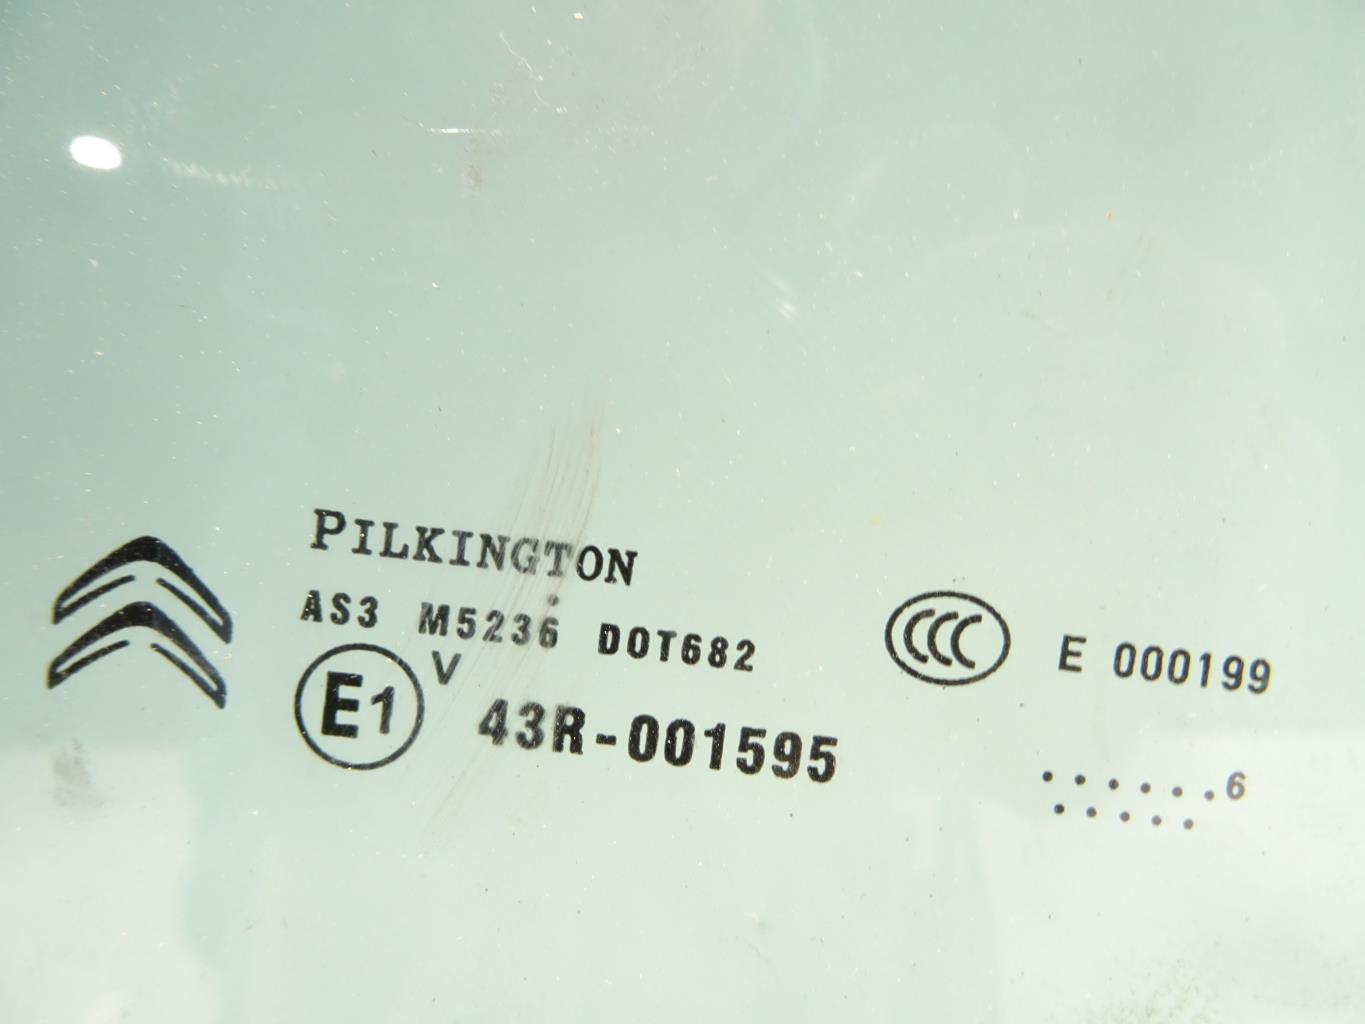 PILKINGTON
AS3 M5236 DOT682
E1 V 43R-001595
CCC E 000199
......6
.....